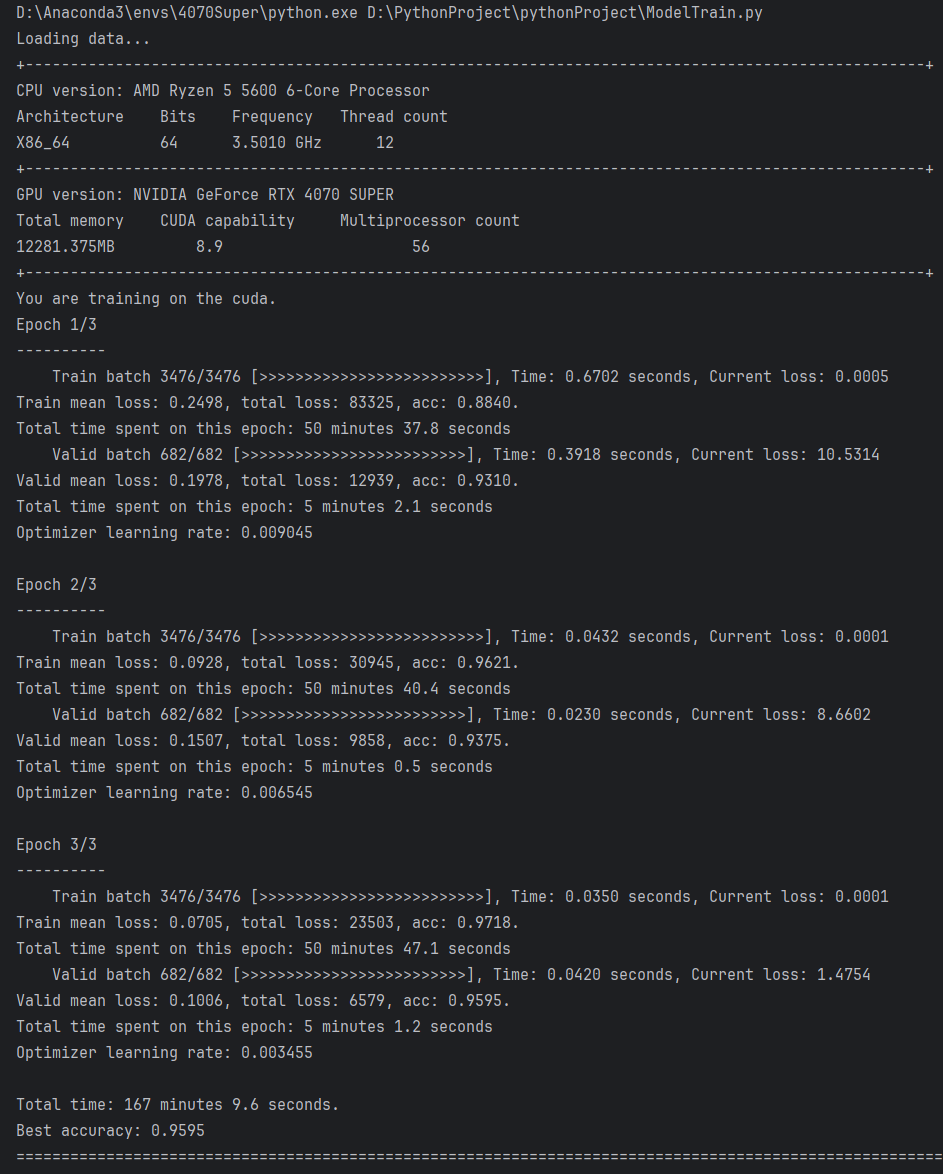 D:\Anaconda3\envs\4070Super\python.exe D:\PythonProject\pythonProject\ModelTrain.py
Loading data...
+----------------------------------------------------------------------------------------------------+
CPU version: AMD Ryzen 5 5600 6-Core Processor
Architecture    Bits    Frequency   Thread count
X86_64          64      3.5010 GHz      12
+----------------------------------------------------------------------------------------------------+
GPU version: NVIDIA GeForce RTX 4070 SUPER
Total memory    CUDA capability     Multiprocessor count
12281.375MB         8.9                     56
+----------------------------------------------------------------------------------------------------+
You are training on the cuda.
Epoch 1/3
----------
    Train batch 3476/3476 [>>>>>>>>>>>>>>>>>>>>>>>>>], Time: 0.6702 seconds, Current loss: 0.0005
Train mean loss: 0.2498, total loss: 83325, acc: 0.8840.
Total time spent on this epoch: 50 minutes 37.8 seconds
    Valid batch 682/682 [>>>>>>>>>>>>>>>>>>>>>>>>>], Time: 0.3918 seconds, Current loss: 10.5314
Valid mean loss: 0.1978, total loss: 12939, acc: 0.9310.
Total time spent on this epoch: 5 minutes 2.1 seconds
Optimizer learning rate: 0.009045

Epoch 2/3
----------
    Train batch 3476/3476 [>>>>>>>>>>>>>>>>>>>>>>>>>], Time: 0.0432 seconds, Current loss: 0.0001
Train mean loss: 0.0928, total loss: 30945, acc: 0.9621.
Total time spent on this epoch: 50 minutes 40.4 seconds
    Valid batch 682/682 [>>>>>>>>>>>>>>>>>>>>>>>>>], Time: 0.0230 seconds, Current loss: 8.6602
Valid mean loss: 0.1507, total loss: 9858, acc: 0.9375.
Total time spent on this epoch: 5 minutes 0.5 seconds
Optimizer learning rate: 0.006545

Epoch 3/3
----------
    Train batch 3476/3476 [>>>>>>>>>>>>>>>>>>>>>>>>>], Time: 0.0350 seconds, Current loss: 0.0001
Train mean loss: 0.0705, total loss: 23503, acc: 0.9718.
Total time spent on this epoch: 50 minutes 47.1 seconds
    Valid batch 682/682 [>>>>>>>>>>>>>>>>>>>>>>>>>], Time: 0.0420 seconds, Current loss: 1.4754
Valid mean loss: 0.1006, total loss: 6579, acc: 0.9595.
Total time spent on this epoch: 5 minutes 1.2 seconds
Optimizer learning rate: 0.003455

Total time: 167 minutes 9.6 seconds.
Best accuracy: 0.9595
=======================================================================================================